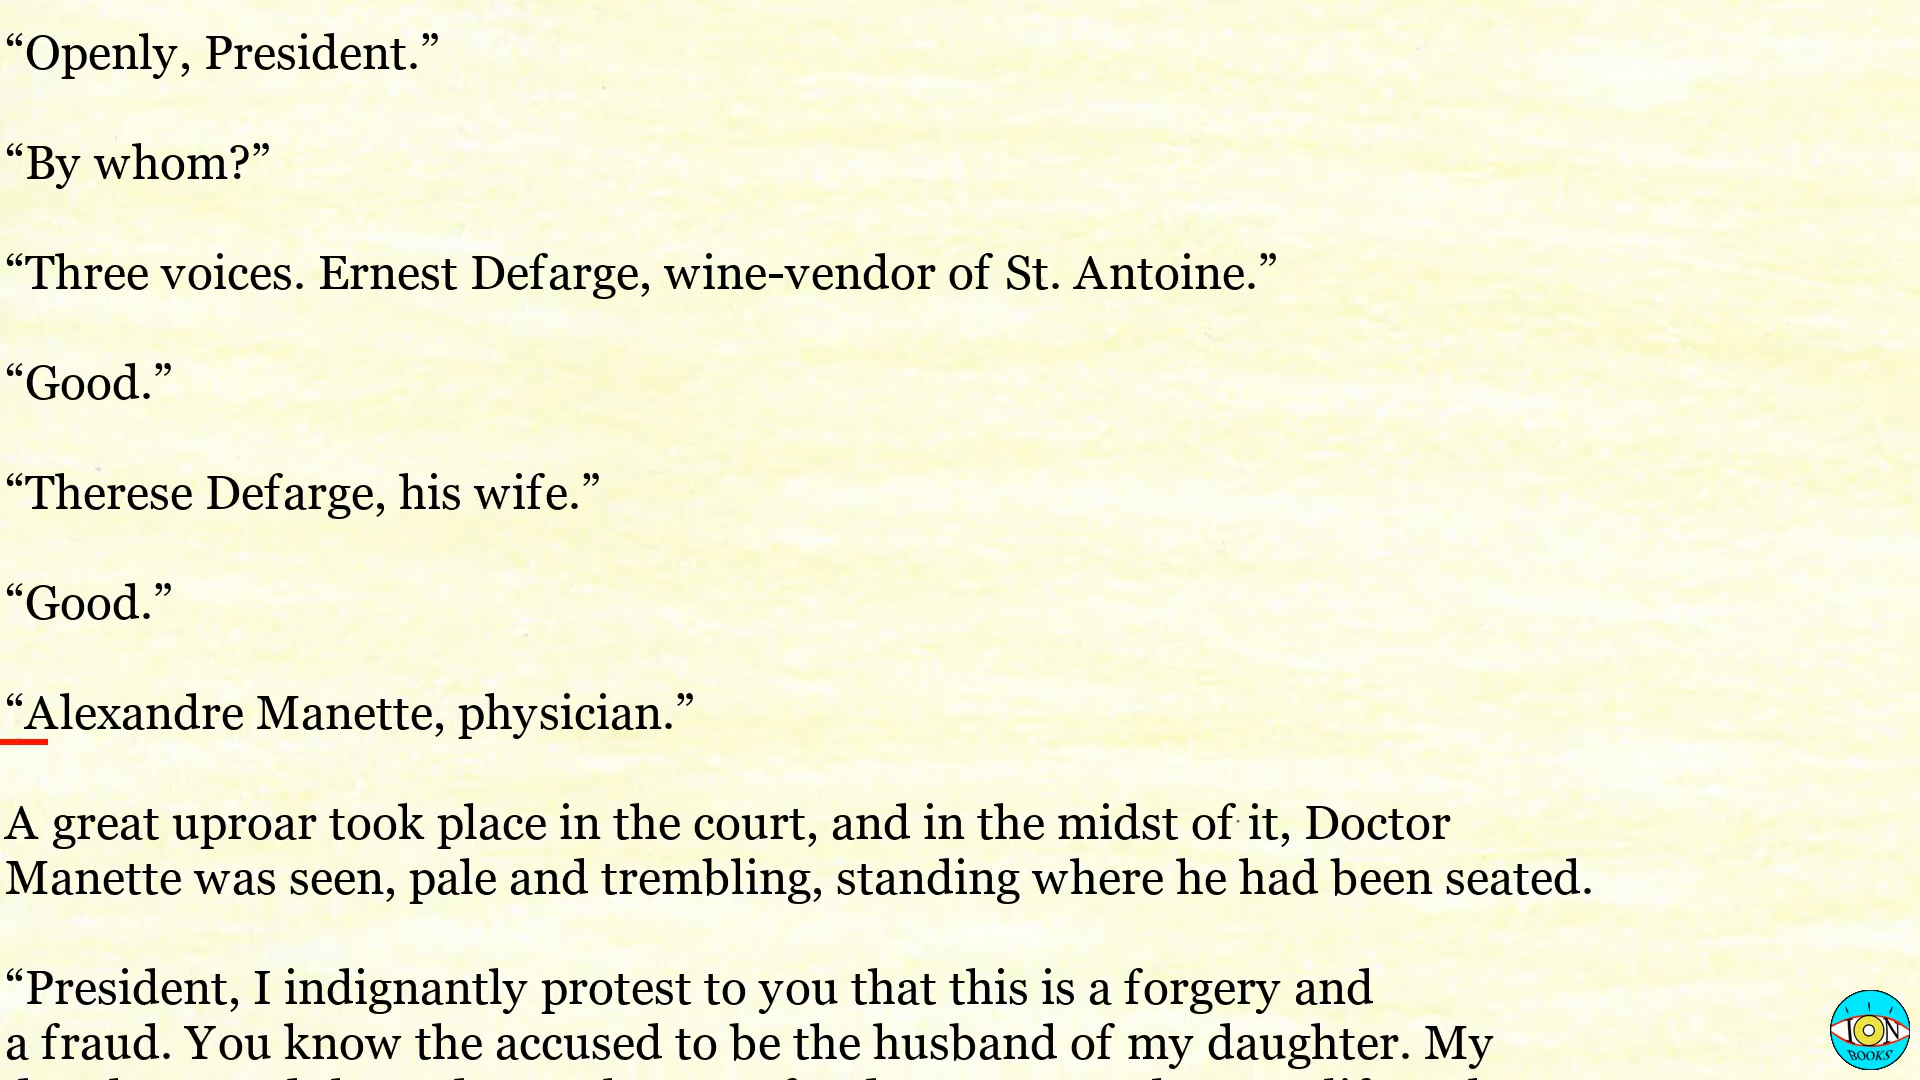 “Openly, President.”
“By whom?”
“Three voices. Ernest Defarge, wine-vendor of St. Antoine.”
“Good.”
“Therese Defarge, his wife.”
“Good.”
“Alexandre Manette, physician.”
A great uproar took place in the court, and in the midst of it, Doctor
Manette was seen, pale and trembling, standing where he had been seated.
“President, I indignantly protest to you that this is a forgery and
a fraud. You know the accused to be the husband of my daughter. My
ION
BOOKS